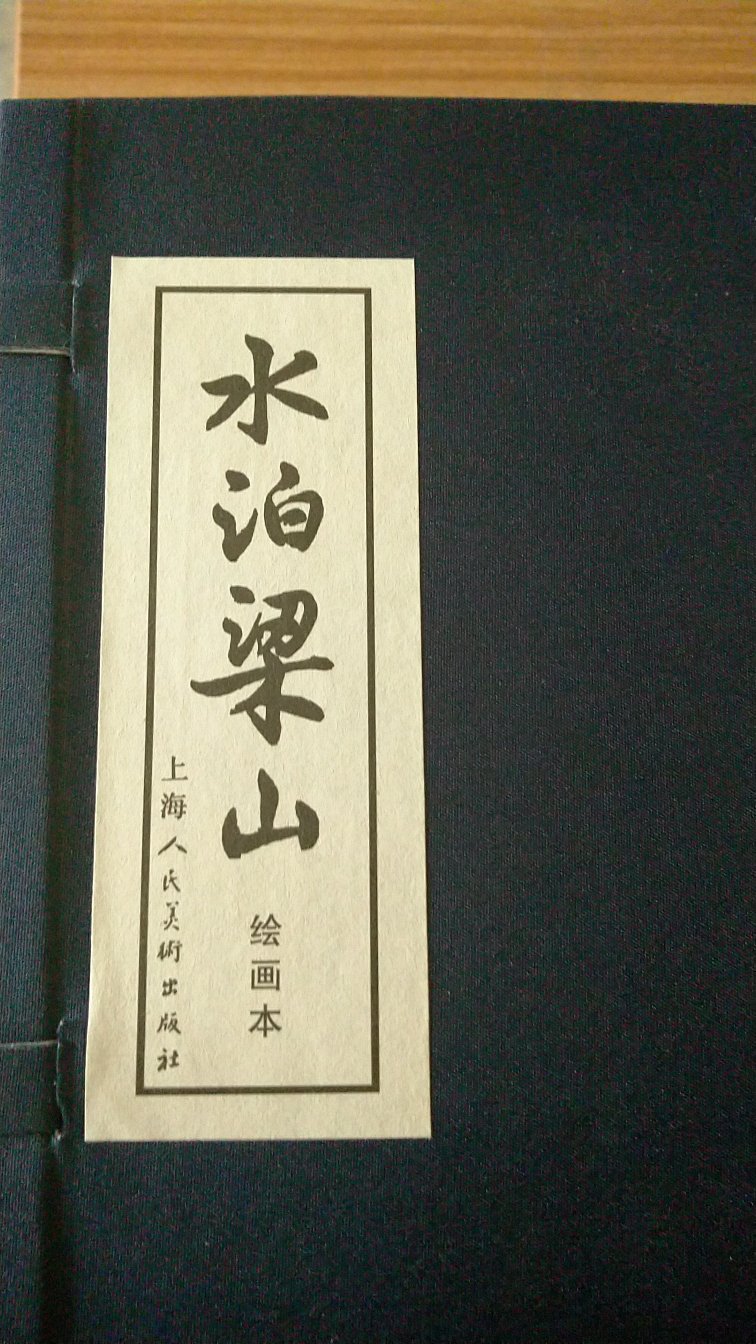 水泊梁山
绘画本
上海人民美術出版社